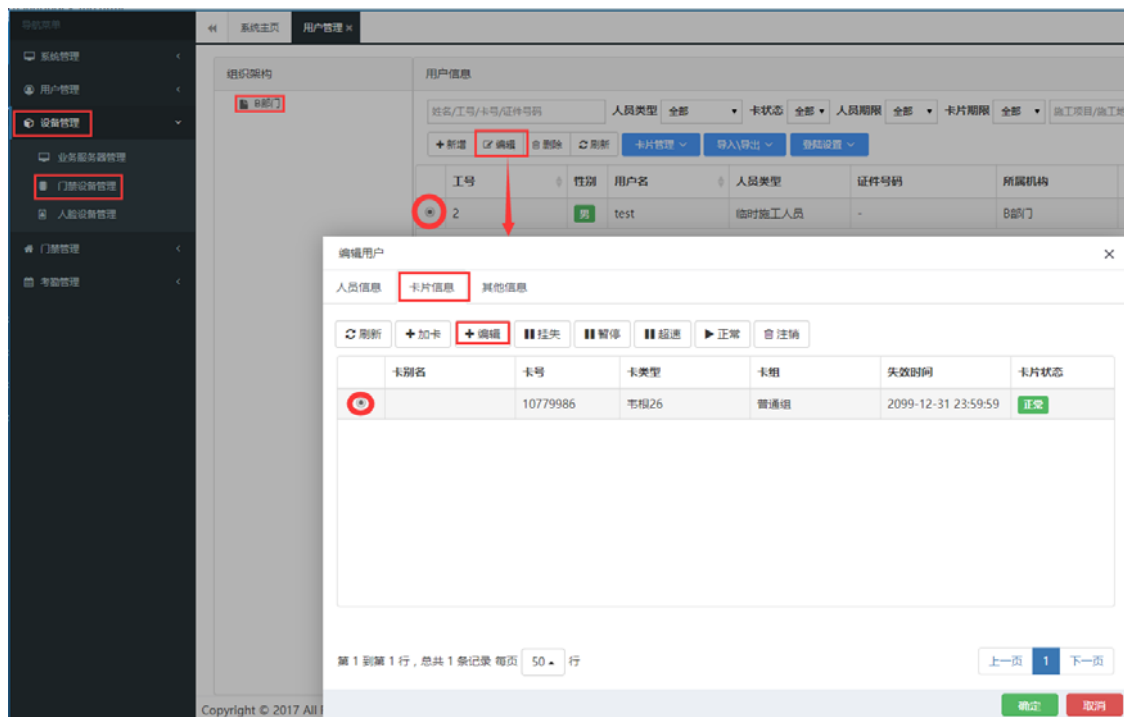 导航菜单
系统管理
用户管理
设备管理
业务服务器管理
门禁设备管理
人脸设备管理
门禁管理
考勤管理
系统主页 用户管理 ×
组织架构
B部门
用户信息
姓名/工号/卡号/证件号码 人员类型 全部 卡状态 全部 人员期限 全部 卡片期限 全部 施工项目/施工地
新增 编辑 删除 刷新 卡片管理 导入\导出 登陆设置
工号 性别 用户名 人员类型 证件号码 所属机构
2 男 test 临时施工人员 - B部门
编辑用户 ×
人员信息 卡片信息 其他信息
刷新 加卡 编辑 挂失 暂停 超速 正常 注销
卡别名 卡号 卡类型 卡组 失效时间 卡片状态
10779986 韦根26 普通组 2099-12-31 23:59:59 正常
第 1 到第 1 行，总共 1 条记录 每页 50 行
上一页 1 下一页
Copyright © 2017 All
确定 取消